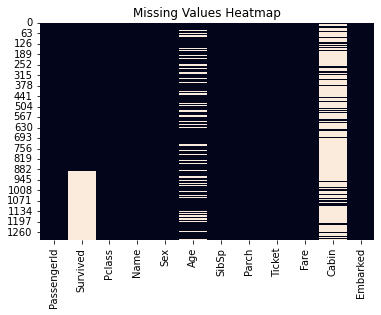 Missing Values Heatmap
0
63
126
189
252
315
378
441
504
567
630
693
756
819
882
945
1008
1071
1134
1197
1260
PassengerId
Survived
Pclass
Name
Sex
Age
SibSp
Parch
Ticket
Fare
Cabin
Embarked